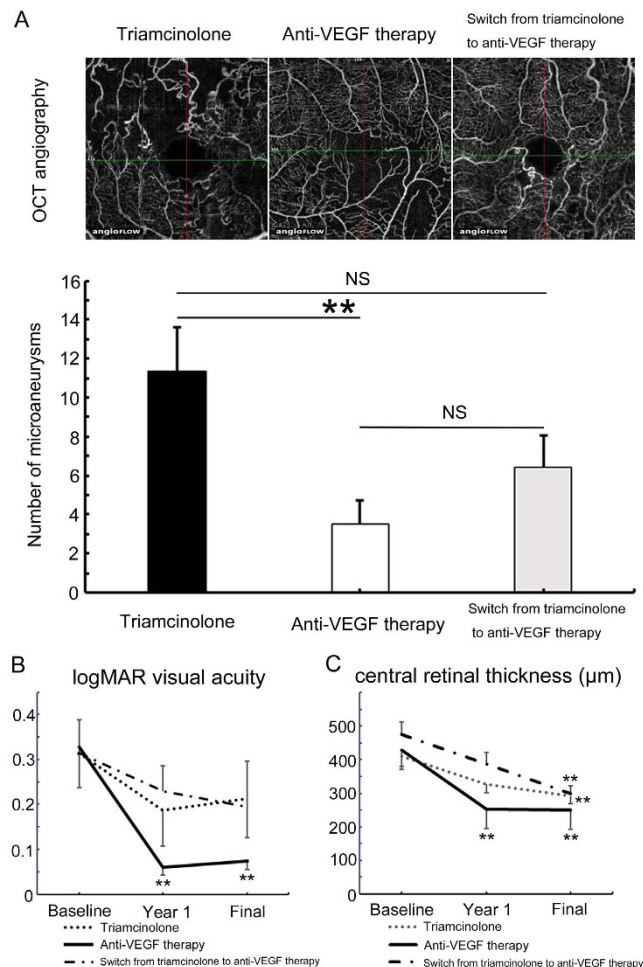 A
Triamcinolone
Anti-VEGF therapy
Switch from triamcinolone
to anti-VEGF therapy
OCT angiography
angioFLOW
angioFLOW
angioFLOW
NS
**
NS
16
14
12
10
8
6
4
2
0
Number of microaneurysms
Triamcinolone
Anti-VEGF therapy
Switch from triamcinolone
to anti-VEGF therapy
B
logMAR visual acuity
0.4
0.3
0.2
0.1
0
**
**
Baseline
Year 1
Final
Triamcinolone
Anti-VEGF therapy
Switch from triamcinolone to anti-VEGF therapy
C
central retinal thickness (μm)
500
400
300
200
100
0
**
**
**
**
Baseline
Year 1
Final
Triamcinolone
Anti-VEGF therapy
Switch from triamcinolone to anti-VEGF therapy